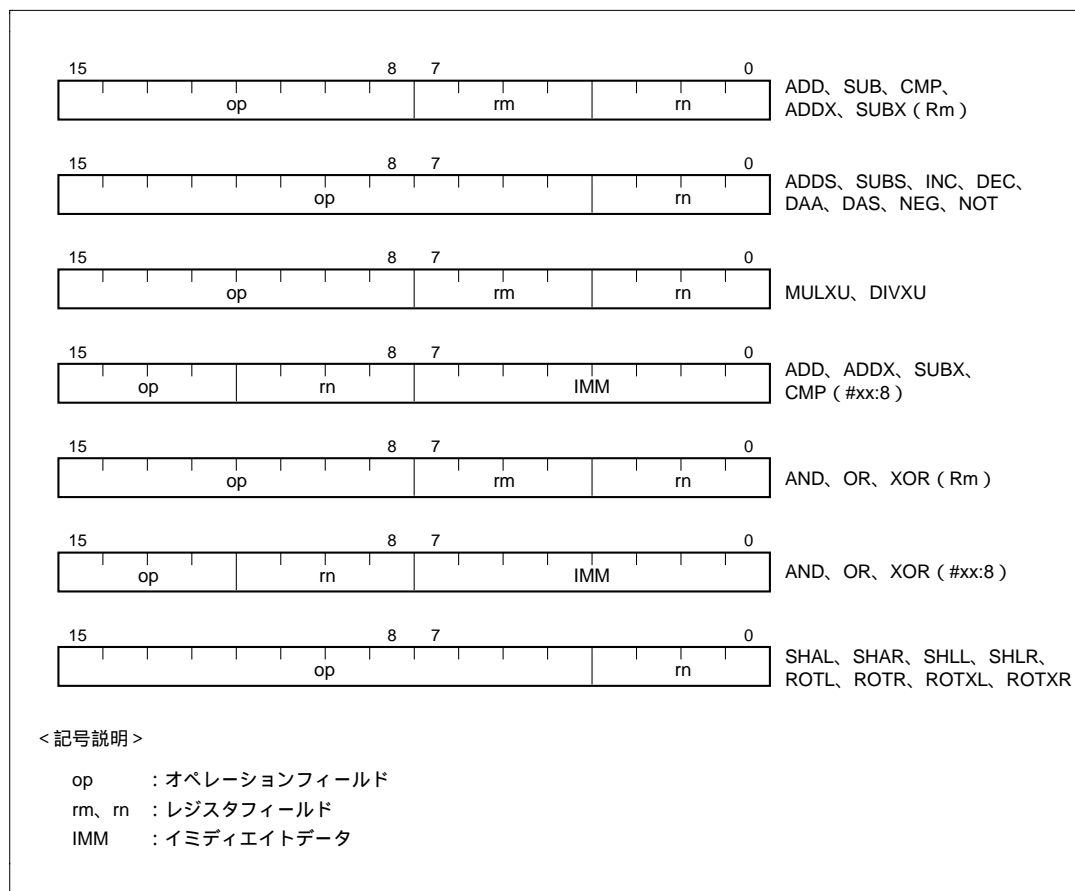 15 8 7 0
op rm rn
ADD、SUB、CMP、
ADDX、SUBX（Rm）
15 8 7 0
op rn
ADDS、SUBS、INC、DEC、
DAA、DAS、NEG、NOT
15 8 7 0
op rm rn
MULXU、DIVXU
15 8 7 0
op rn IMM
ADD、ADDX、SUBX、
CMP（#xx:8）
15 8 7 0
op rm rn
AND、OR、XOR（Rm）
15 8 7 0
op rn IMM
AND、OR、XOR（#xx:8）
15 8 7 0
op rn
SHAL、SHAR、SHLL、SHLR、
ROTL、ROTR、ROTXL、ROTXR
<記号説明>
op ：オペレーションフィールド
rm、rn ：レジスタフィールド
IMM ：イミディエイトデータ